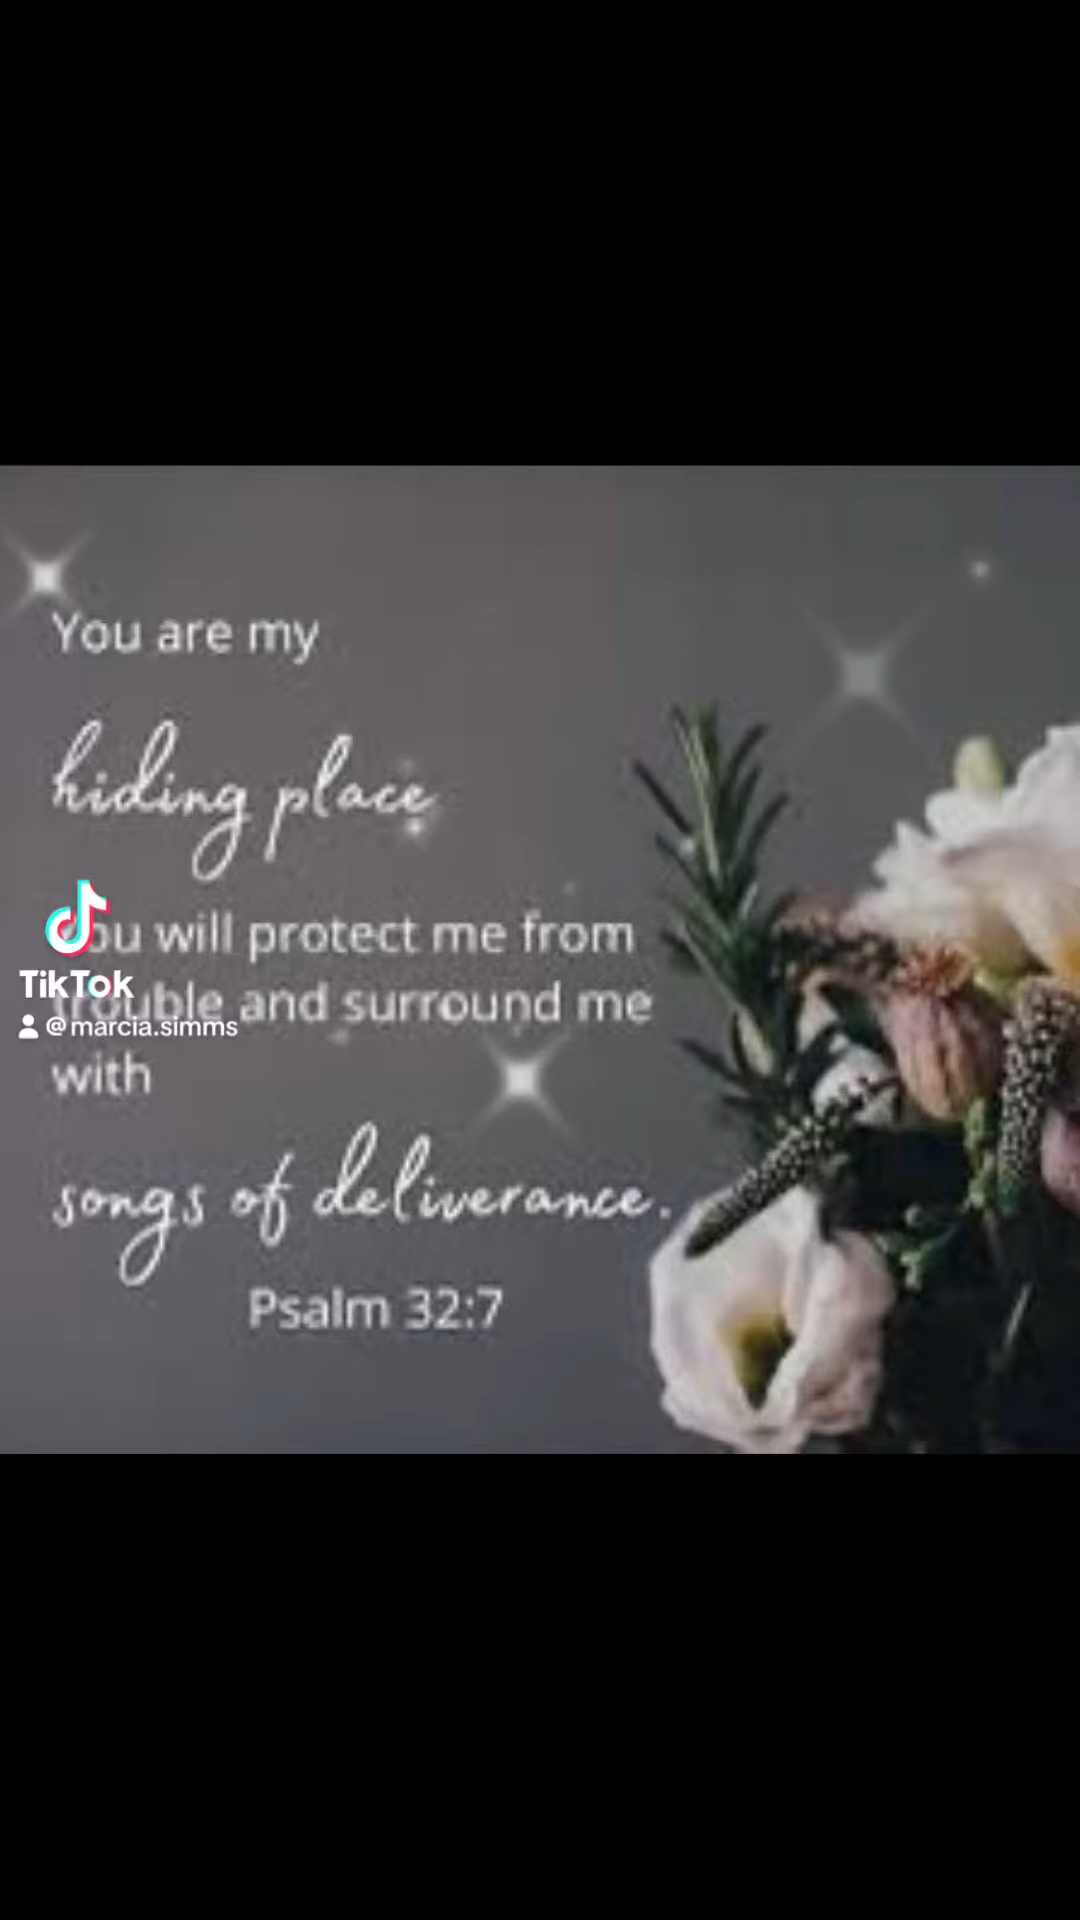 You are my
hiding place
will protect me from
and surround me
with
songs of deliverance.
Psalm 32:7
TikTok
@marcia.simms